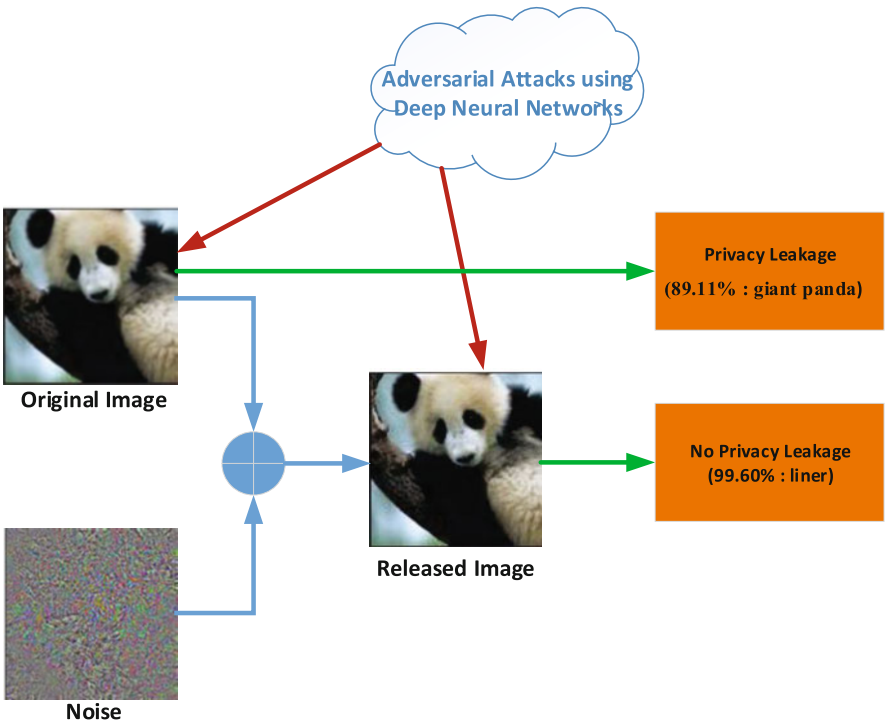 Adversarial Attacks using
Deep Neural Networks
Privacy Leakage
(89.11% : giant panda)
Original Image
No Privacy Leakage
(99.60% : liner)
Released Image
Noise